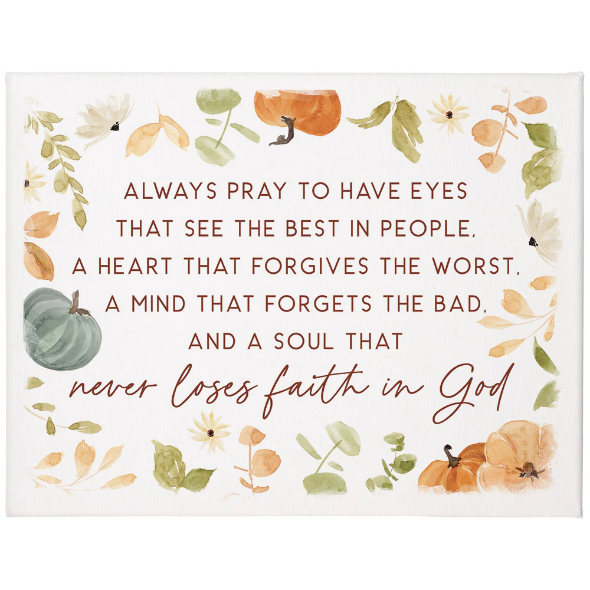 ALWAYS PRAY TO HAVE EYES
THAT SEE THE BEST IN PEOPLE,
A HEART THAT FORGIVES THE WORST,
A MIND THAT FORGETS THE BAD,
AND A SOUL THAT
never loses faith in God